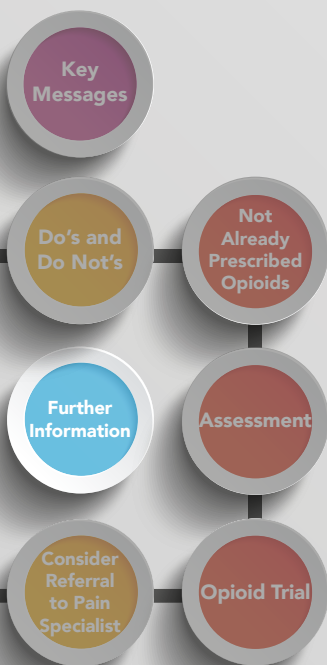 Key
Messages
Do's and
Do Not's
Not
Already
Prescribed
Opioids
Further
Information
Assessment
Consider
Referral
to Pain
Specialist
Opioid Trial